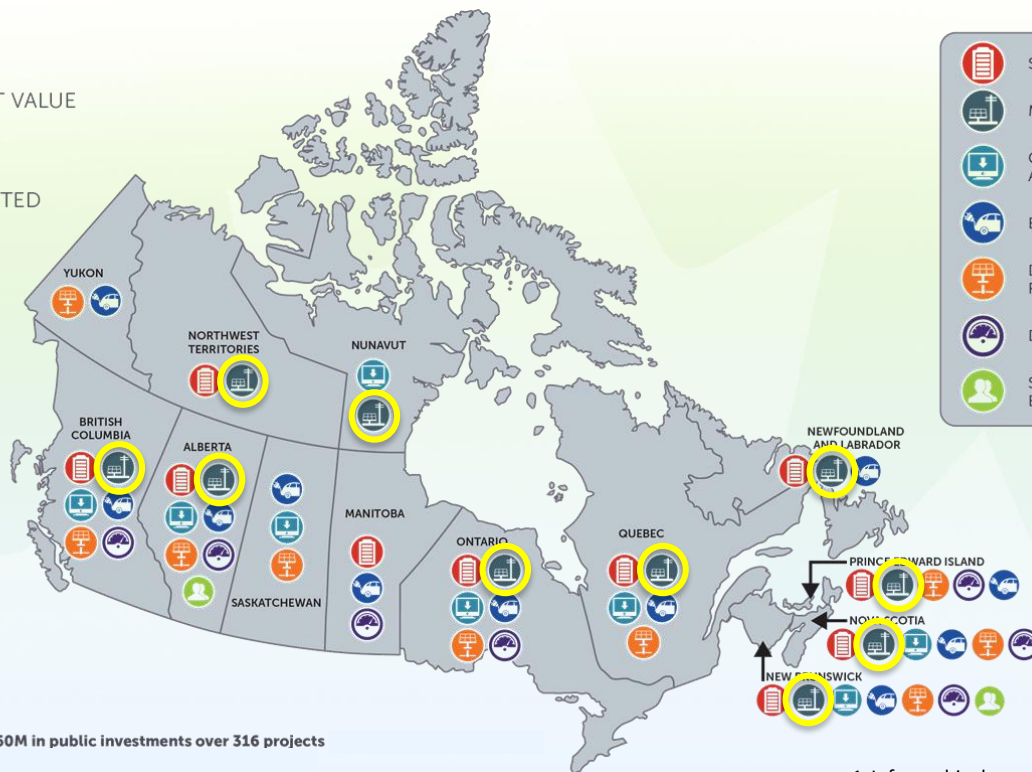 T VALUE
TED
S
M
C
A
E
D
F
D
S
E
YUKON
NORTHWEST
TERRITORIES
NUNAVUT
BRITISH
COLUMBIA
ALBERTA
SASKATCHEWAN
MANITOBA
ONTARIO
QUEBEC
NEWFOUNDLAND
AND LABRADOR
PRINCE EDWARD ISLAND
NOVA SCOTIA
NEW BRUNSWICK
60M in public investments over 316 projects